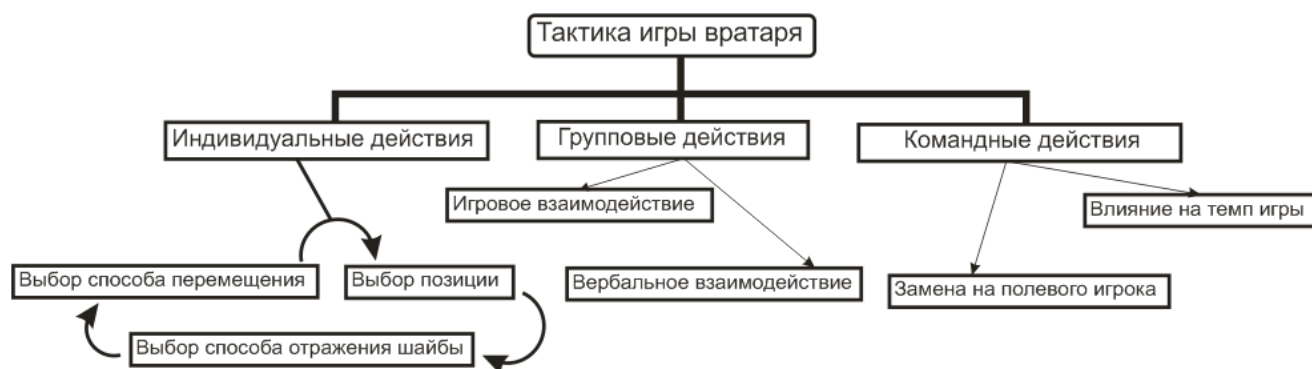 Тактика игры вратаря
Индивидуальные действия
Групповые действия
Командные действия
Игровое взаимодействие
Влияние на темп игры
Выбор способа перемещения
Выбор позиции
Вербальное взаимодействие
Замена на полевого игрока
Выбор способа отражения шайбы